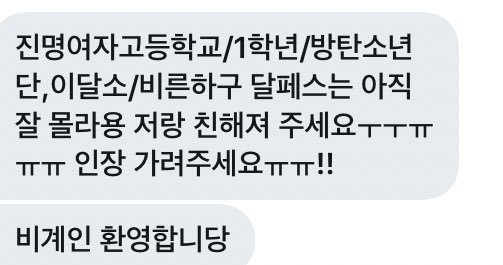 진명여자고등학교/1학년/방탄소년
단,이달소/비른하구 달페스는 아직
잘 몰라용 저랑 친해져 주세요ㅜㅜㅠ
ㅠㅠ 인장 가려주세요ㅠㅠ!!
비계인 환영합니당